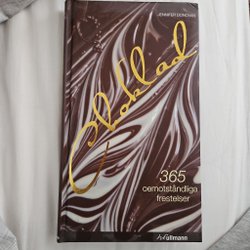 JENNIFER DONOVAN
Choklad
365
oemotståndliga
frestelser
h.f.ullmann